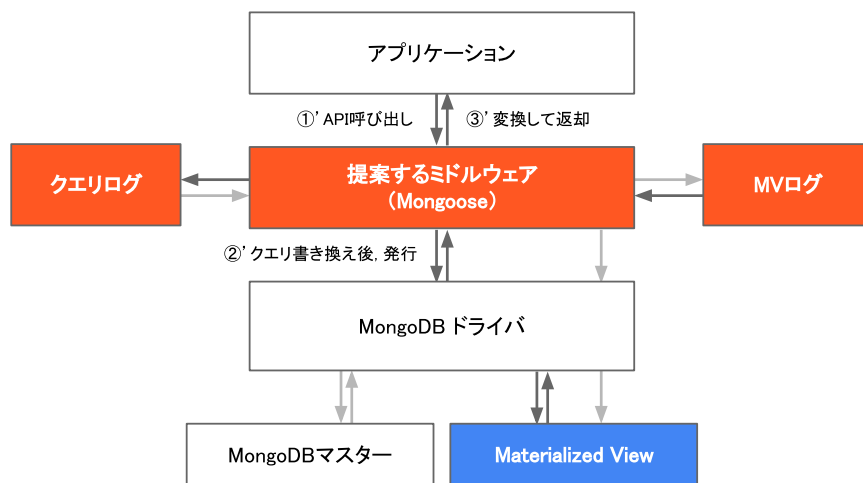 アプリケーション
①’API呼び出し
③’変換して返却
クエリログ
提案するミドルウェア
（Mongoose）
MVログ
②’クエリ書き換え後, 発行
MongoDB ドライバ
MongoDBマスター
Materialized View